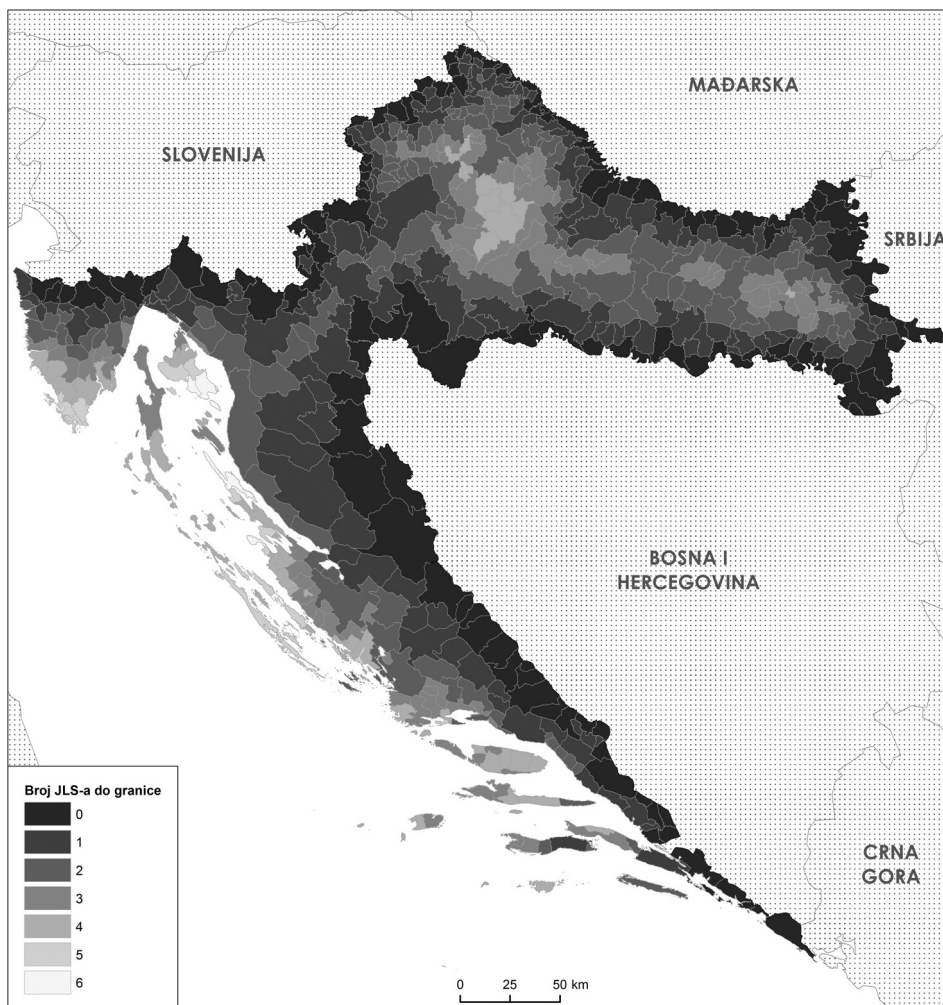 MAĐARSKA
SLOVENIJA
SRBIJA
BOSNA I
HERCEGOVINA
CRNA
GORA
Broj JLS-a do granice
0
1
2
3
4
5
6
0 25 50 km